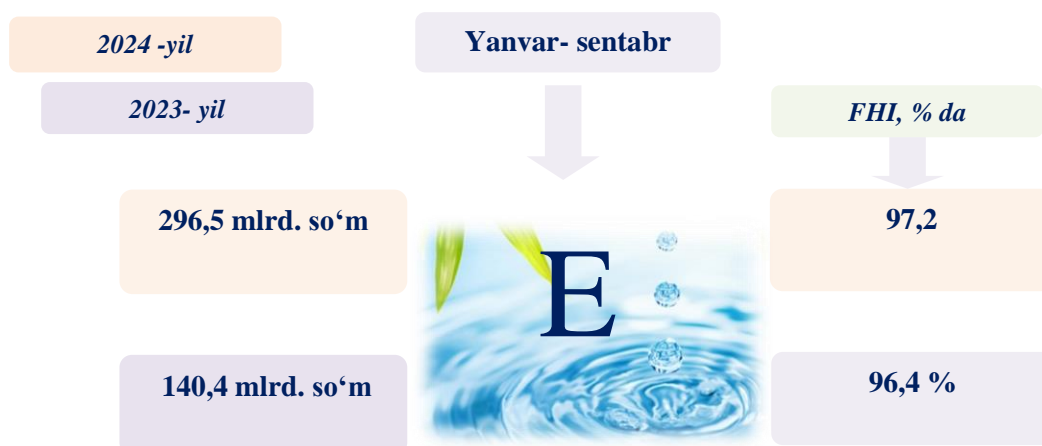 2024 -yil
Yanvar- sentabr
2023- yil
FHI, % da
296,5 mlrd. so‘m
97,2
E
140,4 mlrd. so‘m
96,4 %